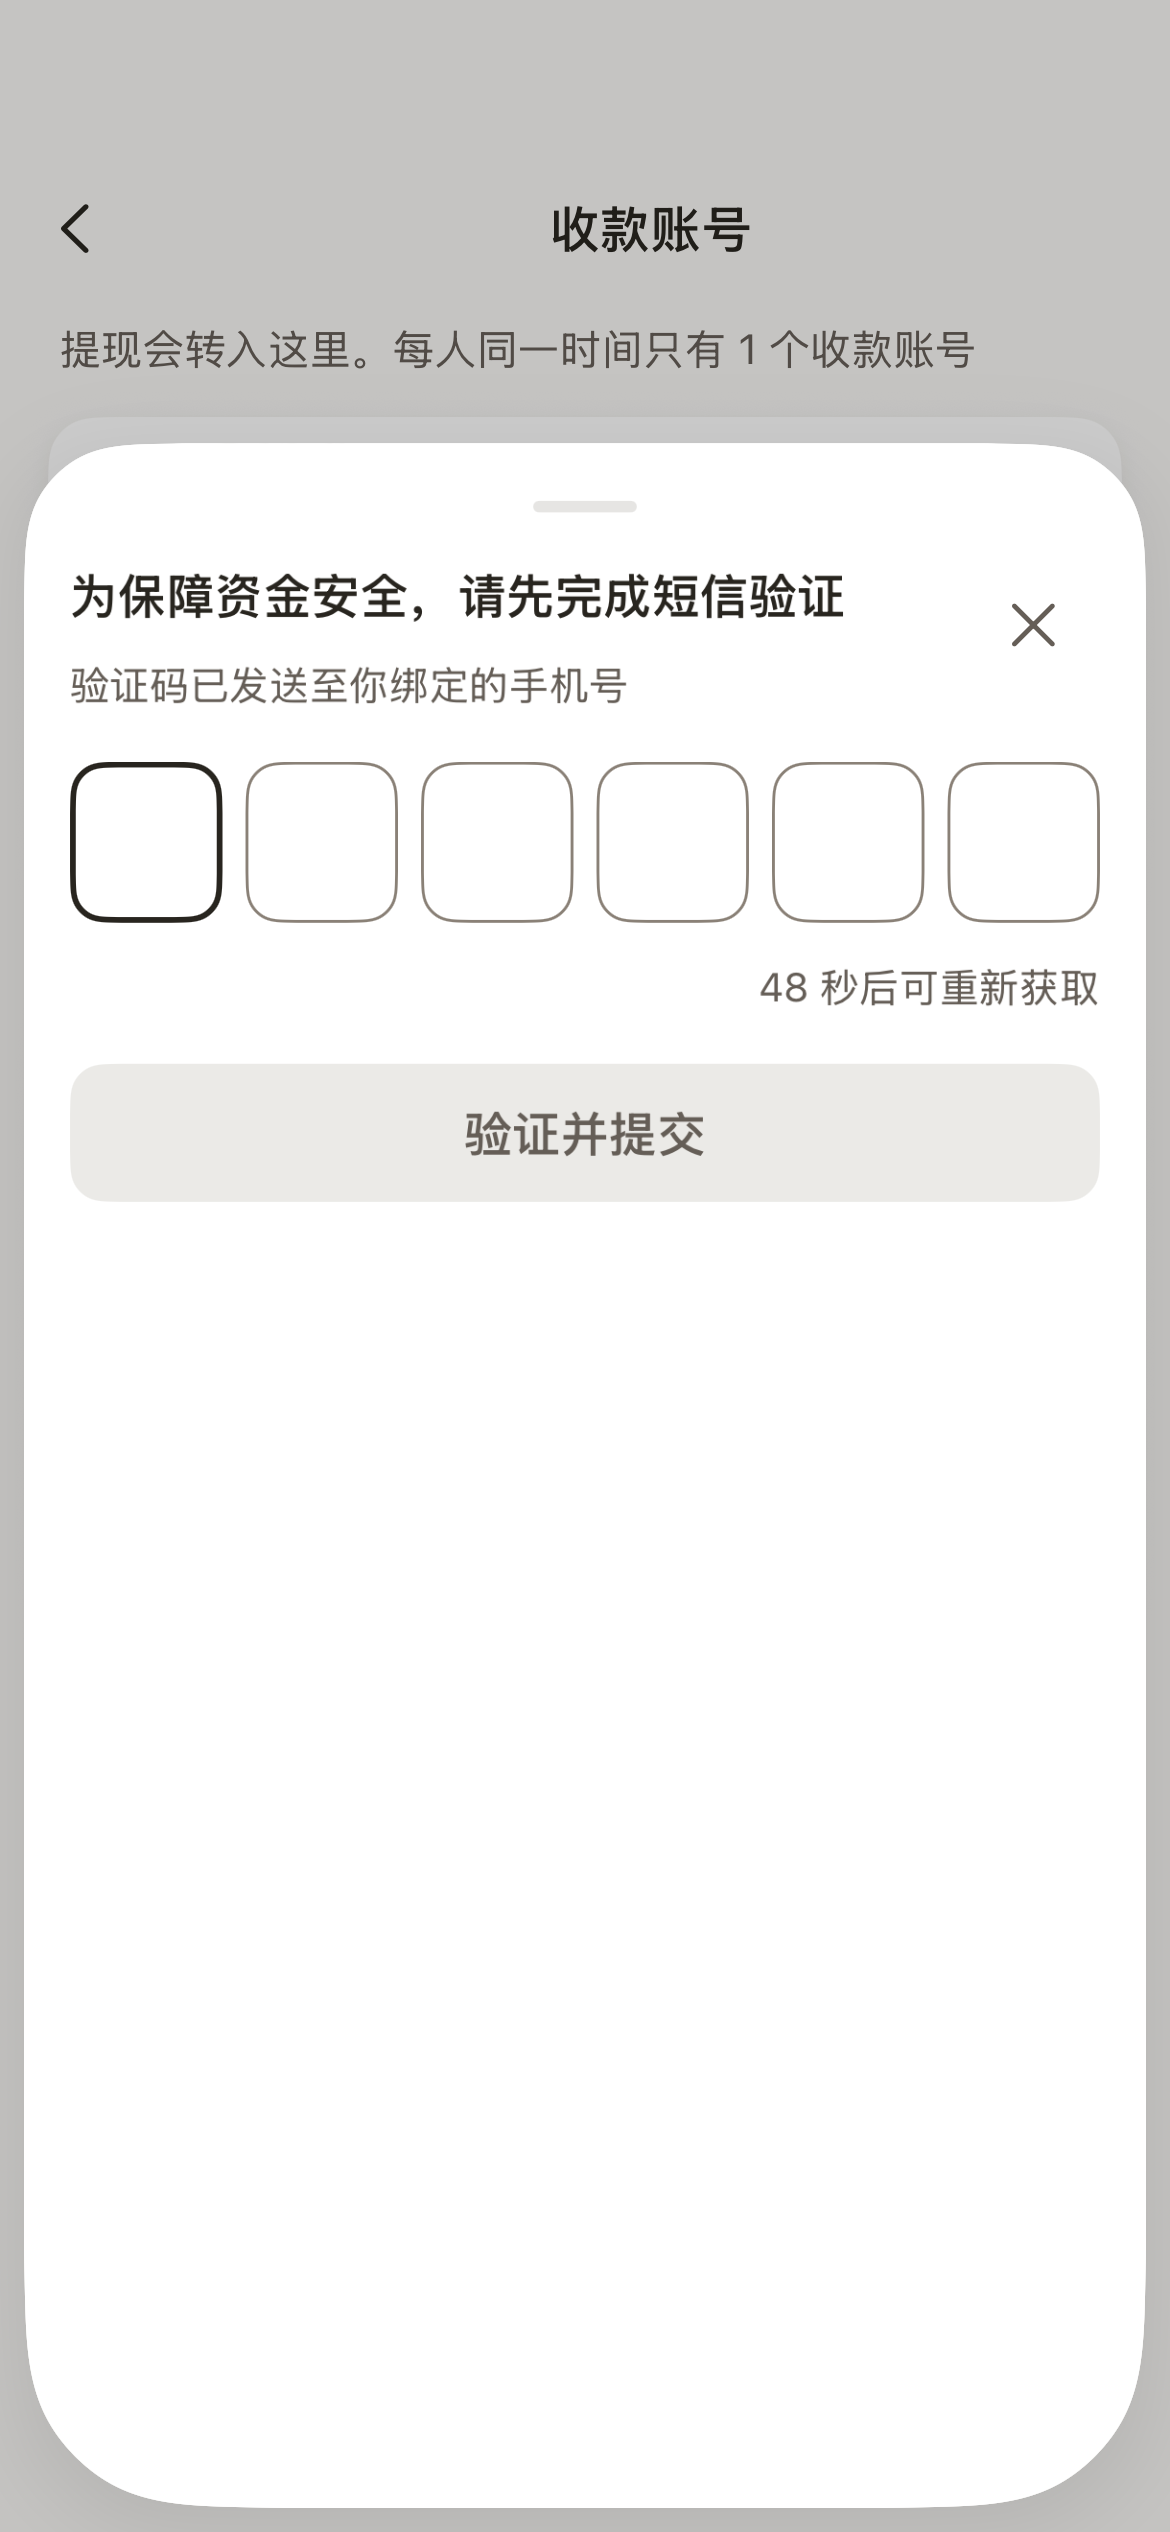 收款账号
提现会转入这里。每人同一时间只有 1 个收款账号
为保障资金安全，请先完成短信验证
验证码已发送至你绑定的手机号
48 秒后可重新获取
验证并提交